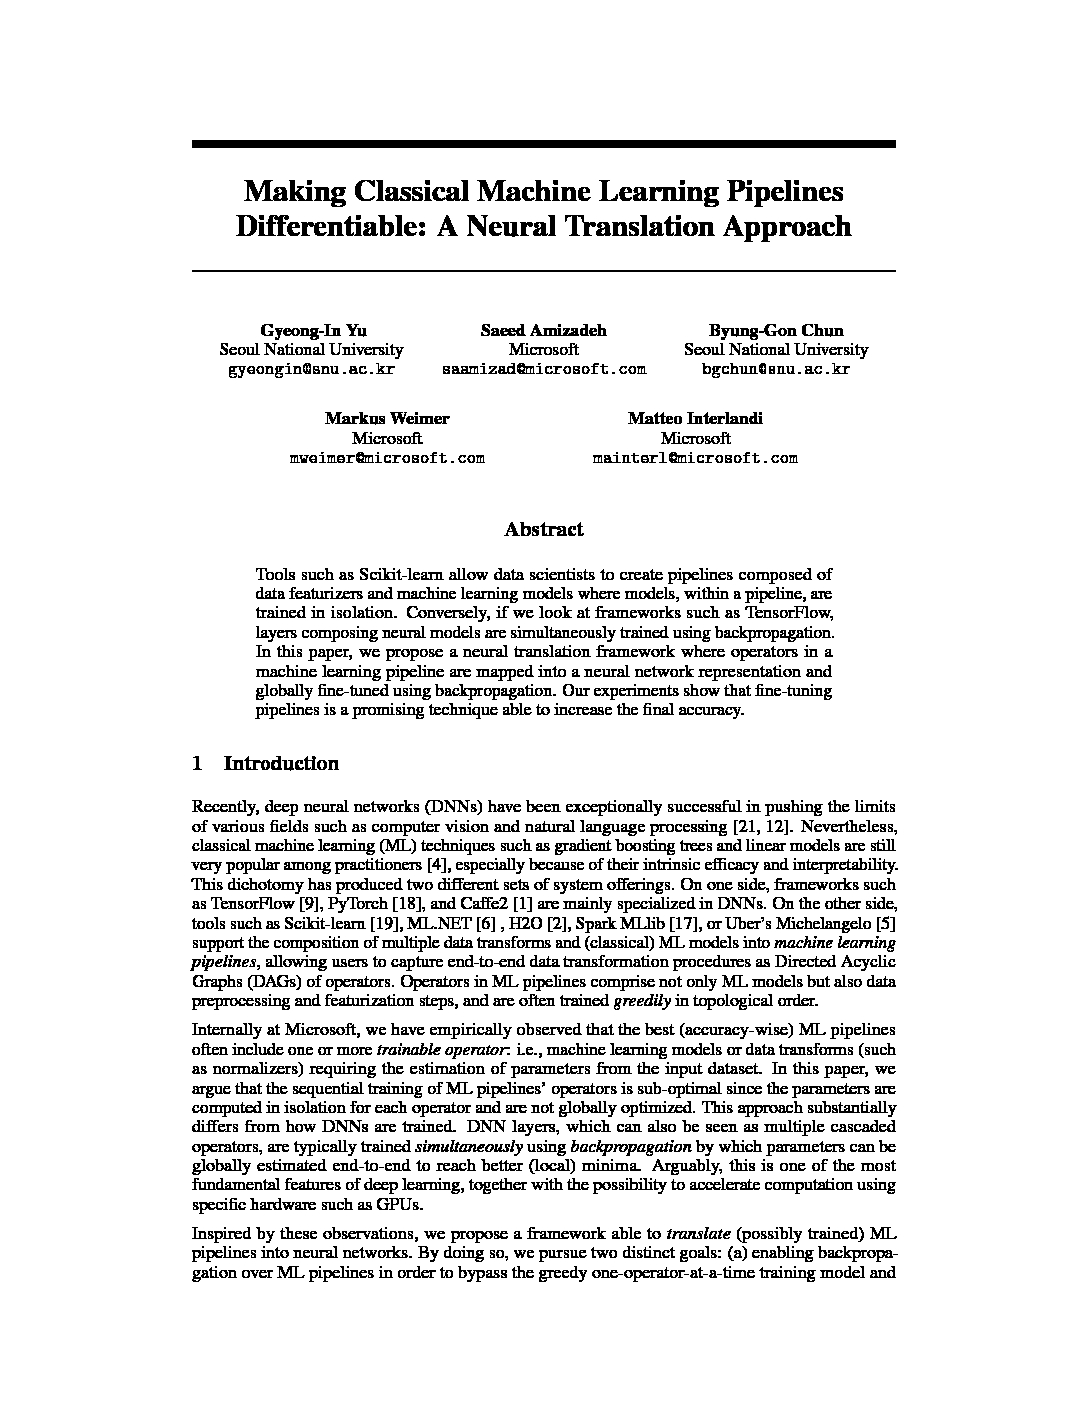 Making Classical Machine Learning Pipelines
Differentiable: A Neural Translation Approach
Gyeong-In Yu
Seoul National University
gyeongin@snu.ac.kr
Saeed Amizadeh
Microsoft
saamizad@microsoft.com
Byung-Gon Chun
Seoul National University
bgchun@snu.ac.kr
Markus Weimer
Microsoft
mweimer@microsoft.com
Matteo Interlandi
Microsoft
mainterl@microsoft.com
Abstract
Tools such as Scikit-learn allow data scientists to create pipelines composed of
data featurizers and machine learning models where models, within a pipeline, are
trained in isolation. Conversely, if we look at frameworks such as TensorFlow,
layers composing neural models are simultaneously trained using backpropagation.
In this paper, we propose a neural translation framework where operators in a
machine learning pipeline are mapped into a neural network representation and
globally fine-tuned using backpropagation. Our experiments show that fine-tuning
pipelines is a promising technique able to increase the final accuracy.
1 Introduction
Recently, deep neural networks (DNNs) have been exceptionally successful in pushing the limits
of various fields such as computer vision and natural language processing [21, 12]. Nevertheless,
classical machine learning (ML) techniques such as gradient boosting trees and linear models are still
very popular among practitioners [4], especially because of their intrinsic efficacy and interpretability.
This dichotomy has produced two different sets of system offerings. On one side, frameworks such
as TensorFlow [9], PyTorch [18], and Caffe2 [1] are mainly specialized in DNNs. On the other side,
tools such as Scikit-learn [19], ML.NET [6] , H2O [2], Spark MLlib [17], or Uber's Michelangelo [5]
support the composition of multiple data transforms and (classical) ML models into machine learning
pipelines, allowing users to capture end-to-end data transformation procedures as Directed Acyclic
Graphs (DAGs) of operators. Operators in ML pipelines comprise not only ML models but also data
preprocessing and featurization steps, and are often trained greedily in topological order.
Internally at Microsoft, we have empirically observed that the best (accuracy-wise) ML pipelines
often include one or more trainable operator: i.e., machine learning models or data transforms (such
as normalizers) requiring the estimation of parameters from the input dataset. In this paper, we
argue that the sequential training of ML pipelines' operators is sub-optimal since the parameters are
computed in isolation for each operator and are not globally optimized. This approach substantially
differs from how DNNs are trained. DNN layers, which can also be seen as multiple cascaded
operators, are typically trained simultaneously using backpropagation by which parameters can be
globally estimated end-to-end to reach better (local) minima. Arguably, this is one of the most
fundamental features of deep learning, together with the possibility to accelerate computation using
specific hardware such as GPUs.
Inspired by these observations, we propose a framework able to translate (possibly trained) ML
pipelines into neural networks. By doing so, we pursue two distinct goals: (a) enabling backpropa-
gation over ML pipelines in order to bypass the greedy one-operator-at-a-time training model and